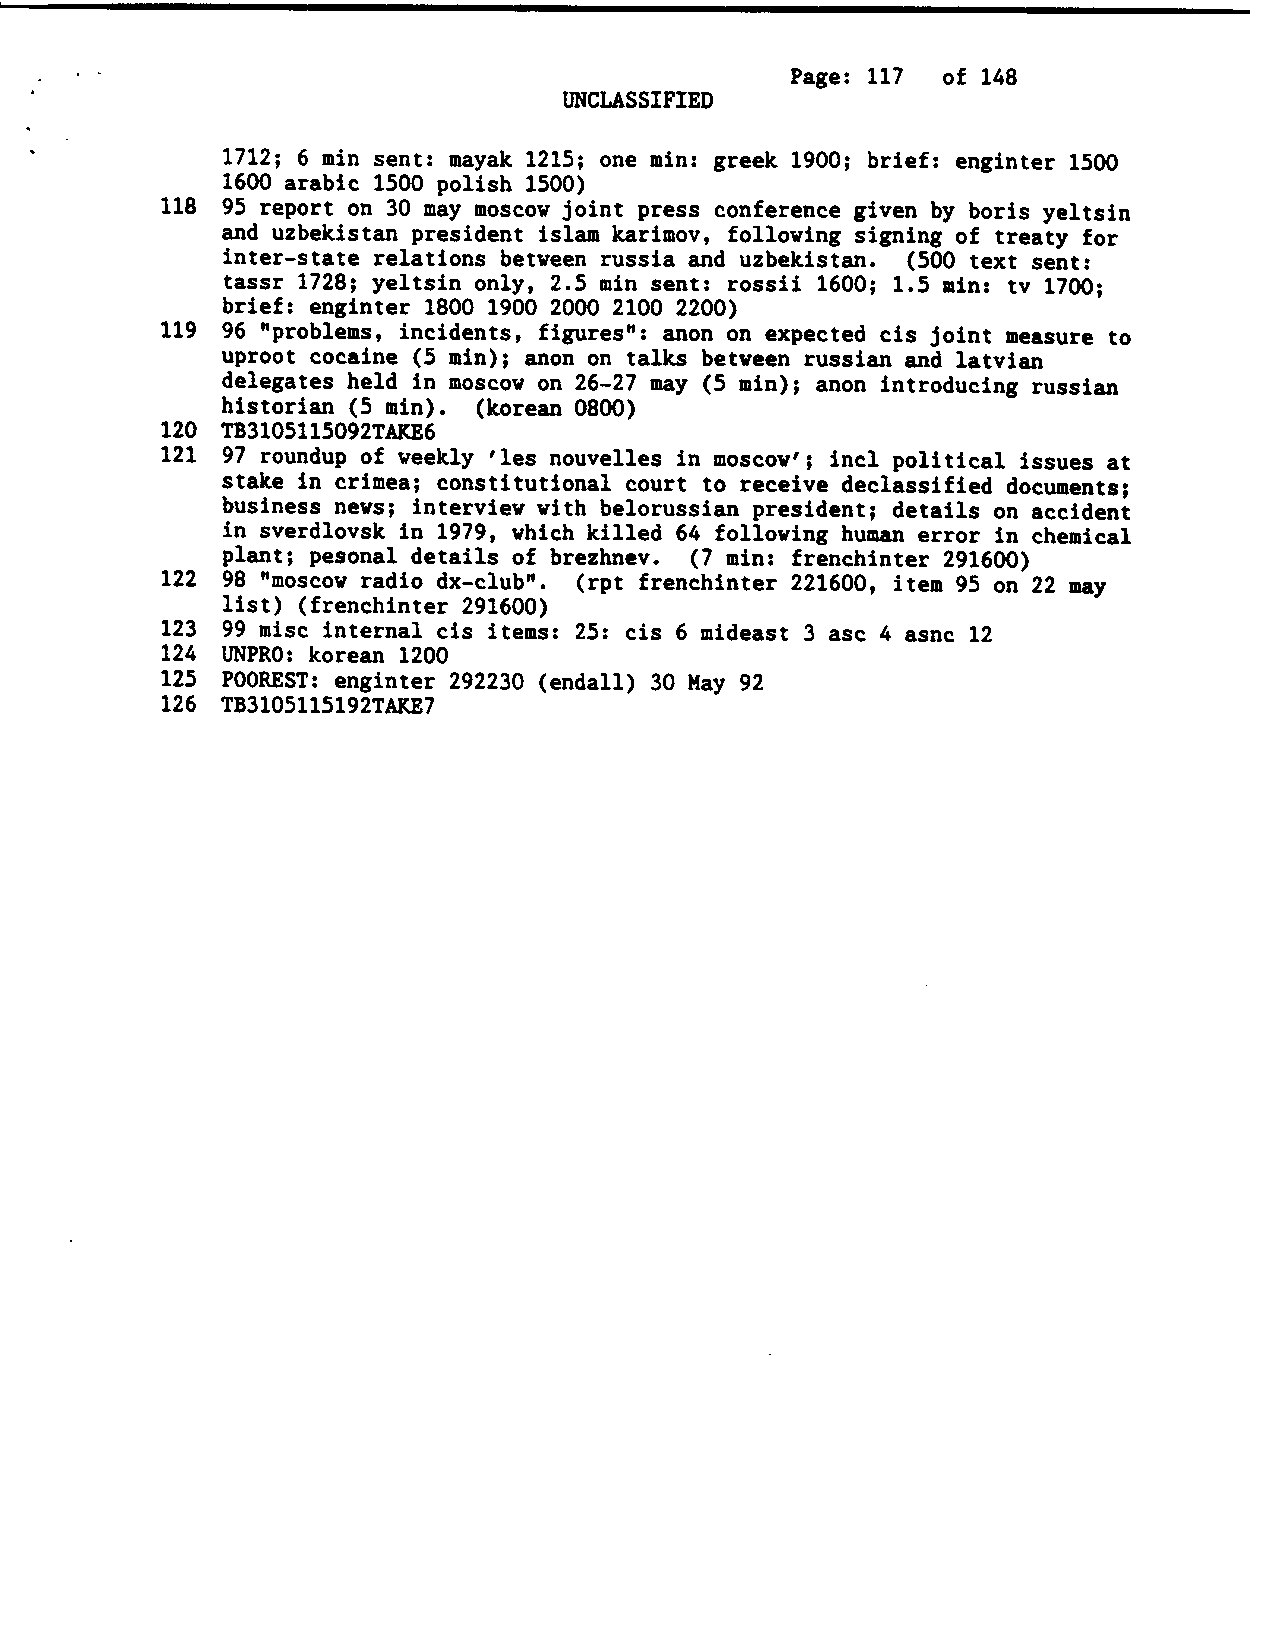 Page: 117 of 148
UNCLASSIFIED
1712; 6 min sent: mayak 1215; one min: greek 1900; brief: enginter 1500
1600 arabic 1500 polish 1500)
118 95 report on 30 may moscow joint press conference given by boris yeltsin
and uzbekistan president islam karimov, following signing of treaty for
inter-state relations between russia and uzbekistan. (500 text sent:
tassr 1728; yeltsin only, 2.5 min sent: rossii 1600; 1.5 min: tv 1700;
brief: enginter 1800 1900 2000 2100 2200)
119 96 "problems, incidents, figures": anon on expected cis joint measure to
uproot cocaine (5 min); anon on talks between russian and latvian
delegates held in moscow on 26-27 may (5 min); anon introducing russian
historian (5 min). (korean 0800)
120 TB3105115092TAKE6
121 97 roundup of weekly 'les nouvelles in moscow'; incl political issues at
stake in crimea; constitutional court to receive declassified documents;
business news; interview with belorussian president; details on accident
in sverdlovsk in 1979, which killed 64 following human error in chemical
plant; pesonal details of brezhnev. (7 min: frenchinter 291600)
122 98 "moscow radio dx-club". (rpt frenchinter 221600, item 95 on 22 may
list) (frenchinter 291600)
123 99 misc internal cis items: 25: cis 6 mideast 3 asc 4 asnc 12
124 UNPRO: korean 1200
125 POOREST: enginter 292230 (endall) 30 May 92
126 TB3105115192TAKE7